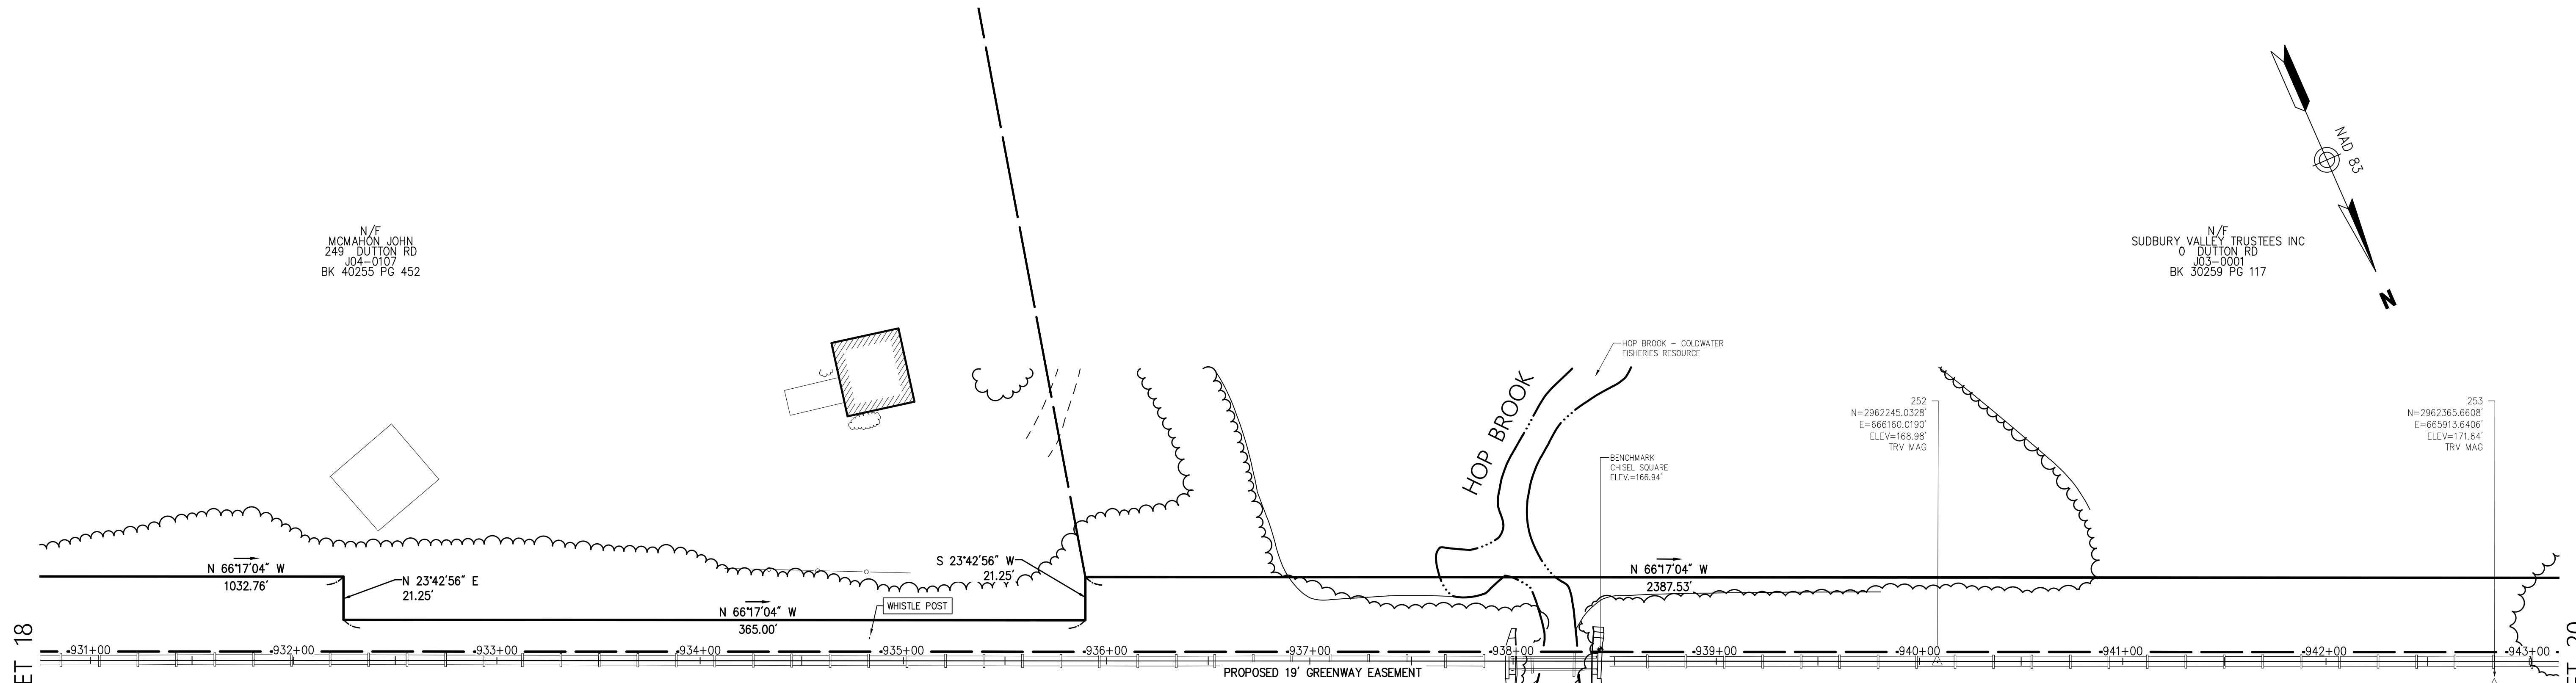 NAD 83
N
N/F
MCMAHON JOHN
249 DUTTON RD
J04-0107
BK 40255 PG 452
N/F
SUDBURY VALLEY TRUSTEES INC
0 DUTTON RD
J03-0001
BK 30259 PG 117
HOP BROOK - COLDWATER
FISHERIES RESOURCE
HOP BROOK
BENCHMARK
CHISEL SQUARE
ELEV.=166.94'
252
N=2962245.0328'
E=666160.0190'
ELEV=168.98'
TRV MAG
253
N=2962365.6608'
E=665913.6406'
ELEV=171.64'
TRV MAG
N 66°17'04" W
1032.76'
N 23°42'56" E
21.25'
N 66°17'04" W
365.00'
WHISTLE POST
S 23°42'56" W
21.25'
N 66°17'04" W
2387.53'
931+00
932+00
933+00
934+00
935+00
936+00
937+00
938+00
939+00
940+00
941+00
942+00
943+00
PROPOSED 19' GREENWAY EASEMENT
ET 18
ET 20